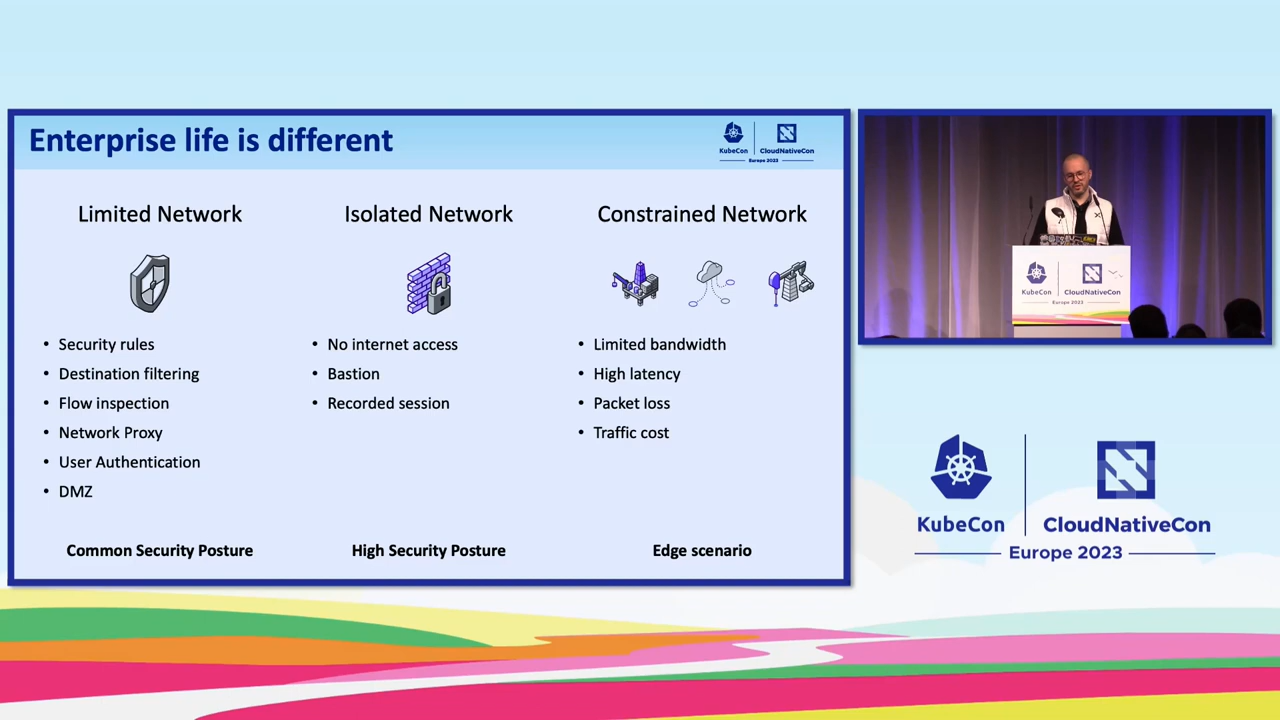 Enterprise life is different
KubeCon
CloudNativeCon
Europe 2023
Limited Network
Isolated Network
Constrained Network
• Security rules
• Destination filtering
• Flow inspection
• Network Proxy
• User Authentication
• DMZ
• No internet access
• Bastion
• Recorded session
• Limited bandwidth
• High latency
• Packet loss
• Traffic cost
Common Security Posture
High Security Posture
Edge scenario
KubeCon
CloudNativeCon
Europe 2023
KubeCon
CloudNativeCon
Europe 2023